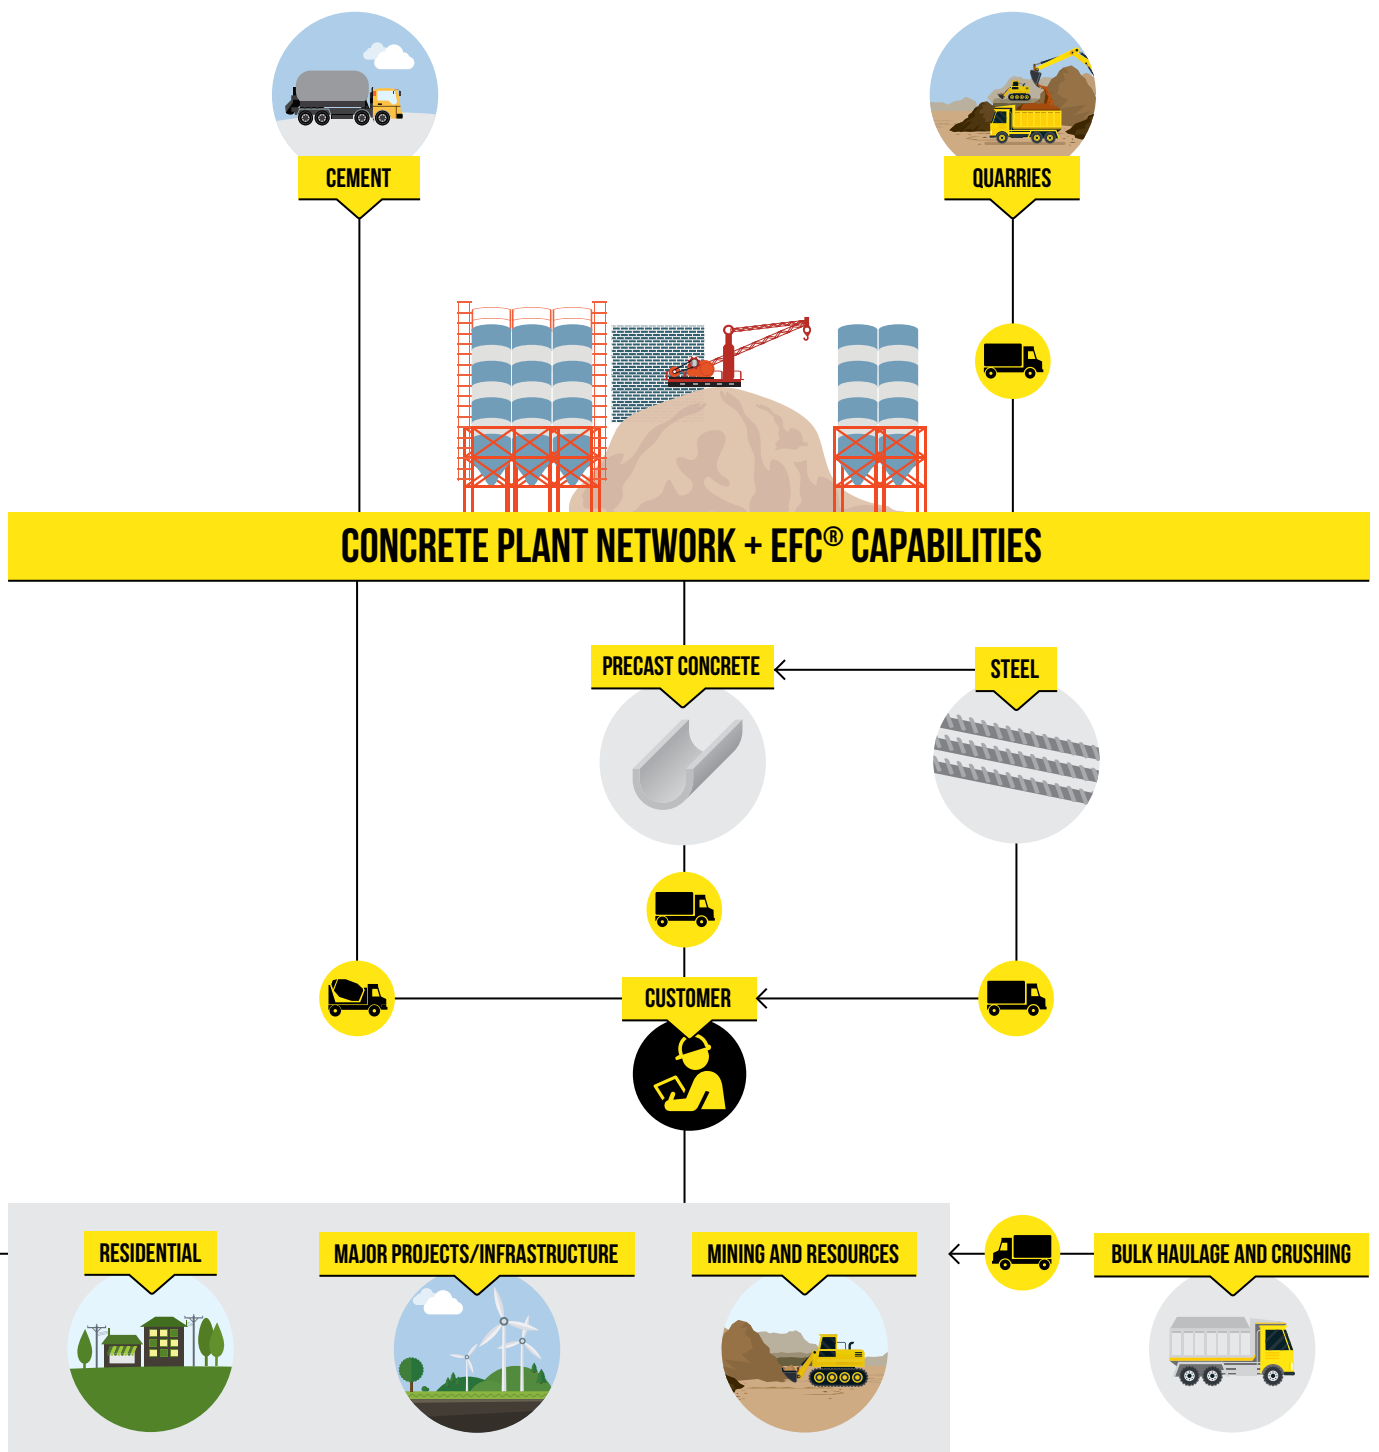 CEMENT
QUARRIES
CONCRETE PLANT NETWORK + EFC® CAPABILITIES
PRECAST CONCRETE
STEEL
CUSTOMER
RESIDENTIAL
MAJOR PROJECTS/INFRASTRUCTURE
MINING AND RESOURCES
BULK HAULAGE AND CRUSHING